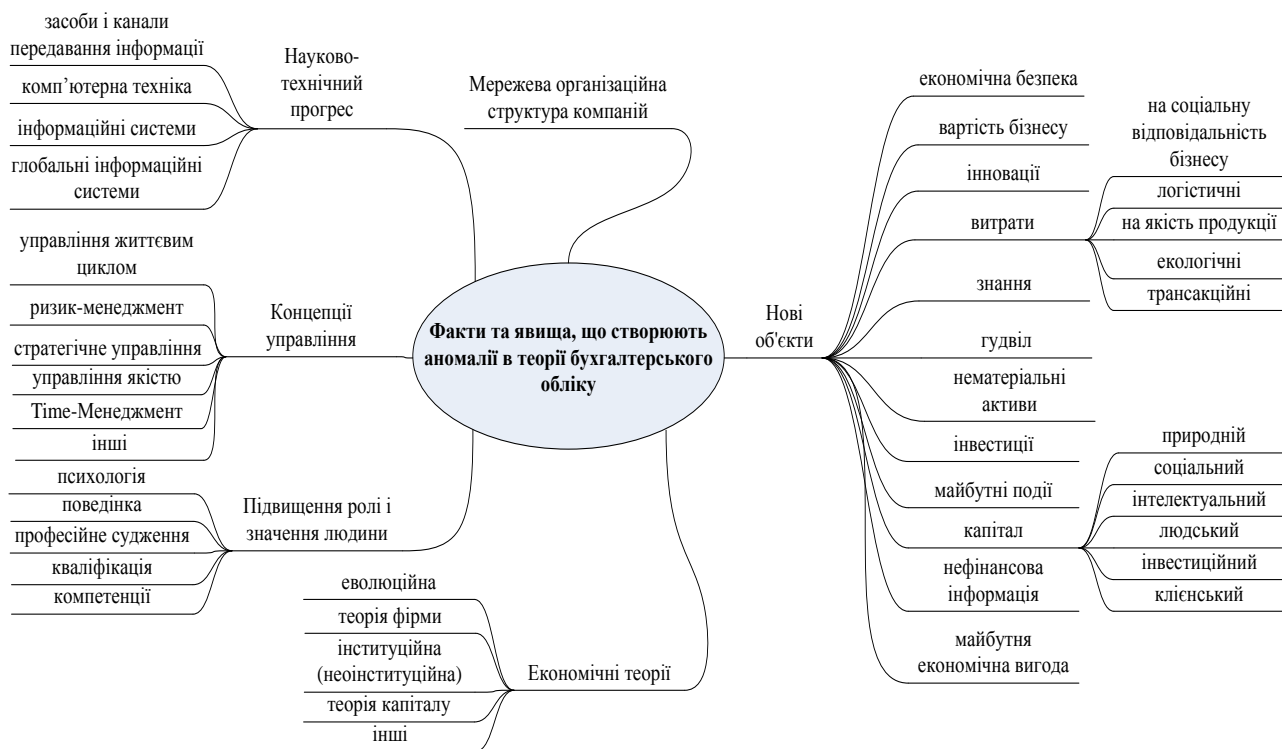 засоби і канали
передавання інформації
комп’ютерна техніка
інформаційні системи
глобальні інформаційні
системи
Науково-
технічний
прогрес
Мережева організаційна
структура компаній
управління життєвим
циклом
ризик-менеджмент
стратегічне управління
управління якістю
Time-Менеджмент
інші
Концепції
управління
психологія
поведінка
професійне судження
кваліфікація
компетенції
Підвищення ролі і
значення людини
еволюційна
теорія фірми
інституційна
(неоінституційна)
теорія капіталу
інші
Економічні теорії
Факти та явища, що створюють
аномалії в теорії бухгалтерського
обліку
Нові
об'єкти
економічна безпека
вартість бізнесу
інновації
витрати
на соціальну
відповідальність
бізнесу
логістичні
на якість продукції
екологічні
трансакційні
знання
гудвіл
нематеріальні
активи
інвестиції
майбутні події
капітал
природній
соціальний
інтелектуальний
людський
інвестиційний
клієнський
нефінансова
інформація
майбутня
економічна вигода